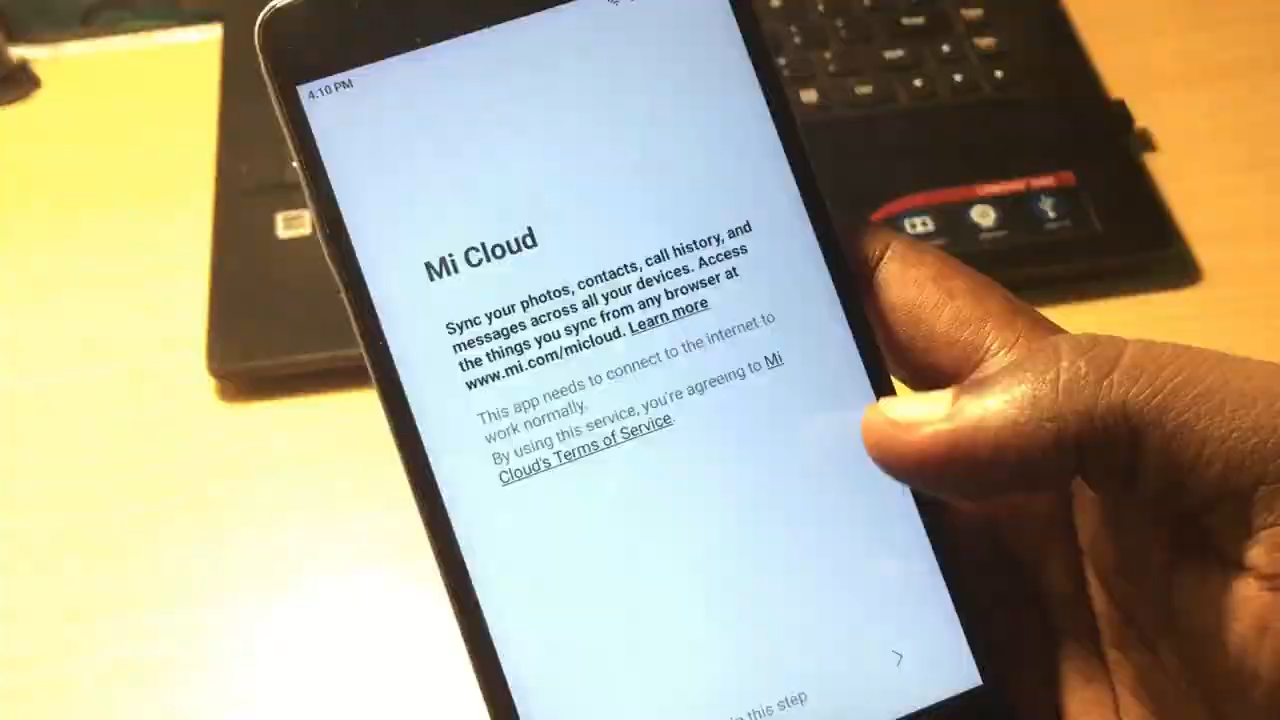 4.10 PM
Mi Cloud
Sync your photos, contacts, call history, and
messages across all your devices. Access
the things you sync from any browser at
www.mi.com/micloud. Learn more
This app needs to connect to the internet to
work normally.
By using this service, you're agreeing to Mi
Cloud's Terms of Service.
this step